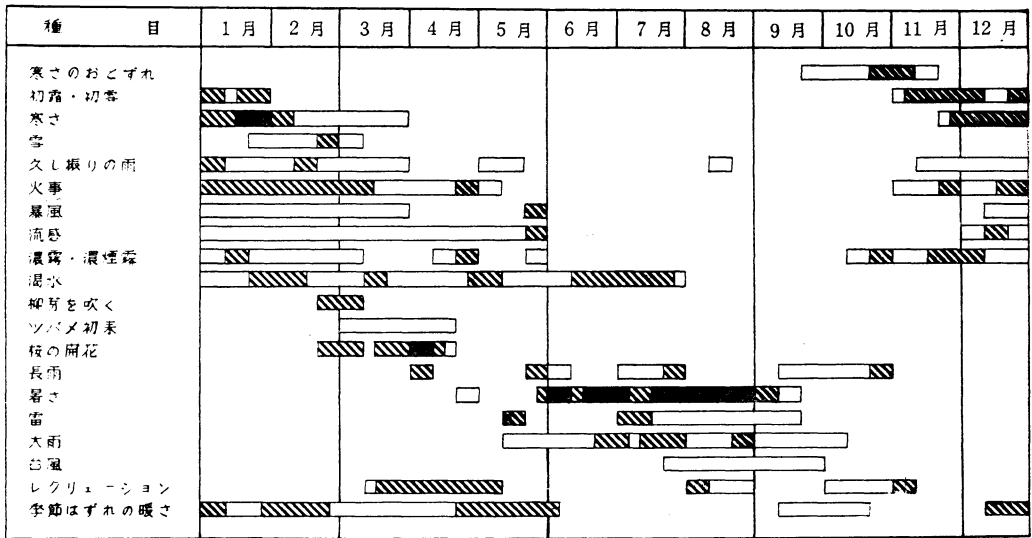 種 目 1月 2月 3月 4月 5月 6月 7月 8月 9月 10月 11月 12月
寒さのおとずれ
初霜・初雪
寒さ
雪
久し振りの雨
火事
暴風
流感
濃霧・濃煙霧
渇水
柳芽を吹く
ツバメ初来
桜の開花
長雨
暑さ
雷
大雨
台風
レクリェーション
季節はずれの暖さ